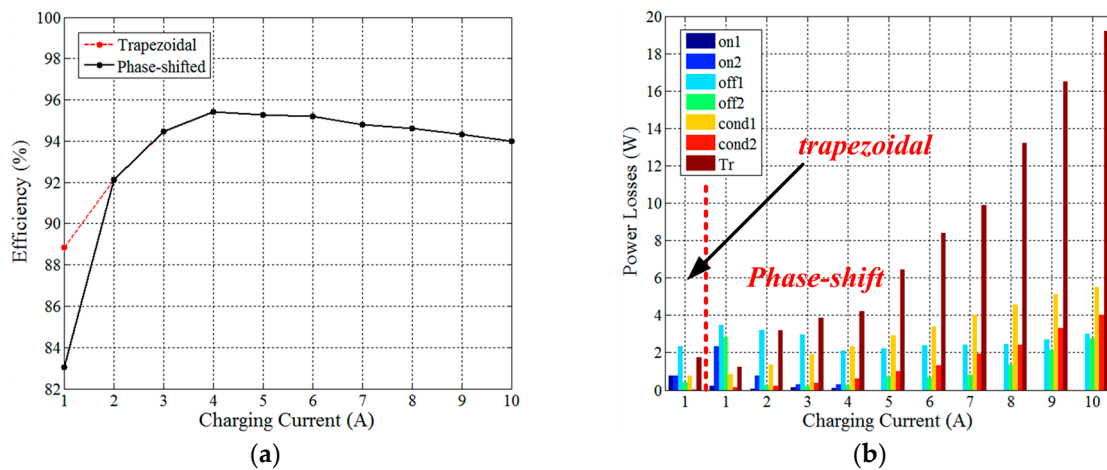 100
98
96
94
92
90
88
86
84
82
Efficiency (%)
Trapezoidal
Phase-shifted
1 2 3 4 5 6 7 8 9 10
Charging Current (A)
(a)
20
18
16
14
12
10
8
6
4
2
0
Power Losses (W)
on1
on2
off1
off2
cond1
cond2
Tr
trapezoidal
Phase-shift
1 1 2 3 4 5 6 7 8 9 10
Charging Current (A)
(b)